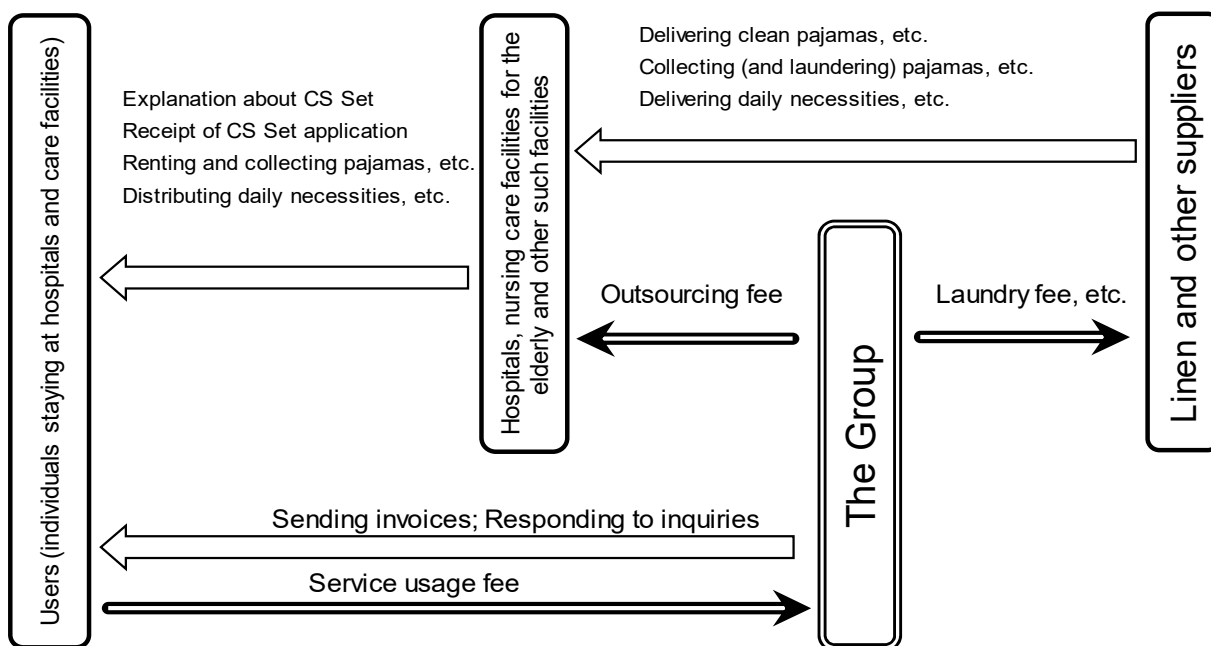 Users (individuals staying at hospitals and care facilities)
Explanation about CS Set
Receipt of CS Set application
Renting and collecting pajamas, etc.
Distributing daily necessities, etc.
Hospitals, nursing care facilities for the
elderly and other such facilities
Delivering clean pajamas, etc.
Collecting (and laundering) pajamas, etc.
Delivering daily necessities, etc.
Linen and other suppliers
Outsourcing fee
The Group
Laundry fee, etc.
Sending invoices; Responding to inquiries
Service usage fee